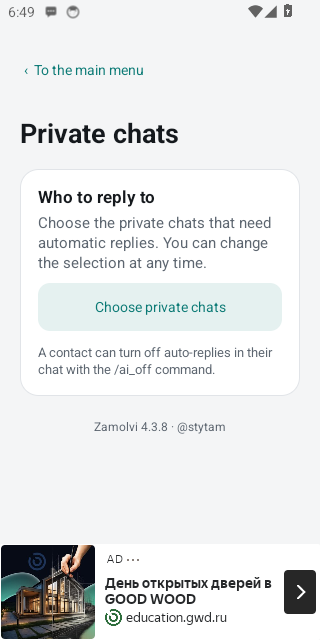 6:49
‹ To the main menu
Private chats
Who to reply to
Choose the private chats that need
automatic replies. You can change
the selection at any time.
Choose private chats
A contact can turn off auto-replies in their
chat with the /ai_off command.
Zamolvi 4.3.8 · @stytam
AD ···
День открытых дверей в
GOOD WOOD
education.gwd.ru